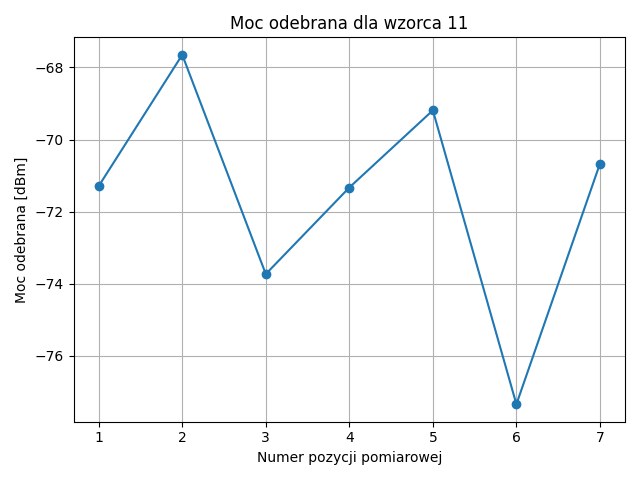 Moc odebrana dla wzorca 11
Moc odebrana [dBm]
−68
−70
−72
−74
−76
1 2 3 4 5 6 7
Numer pozycji pomiarowej